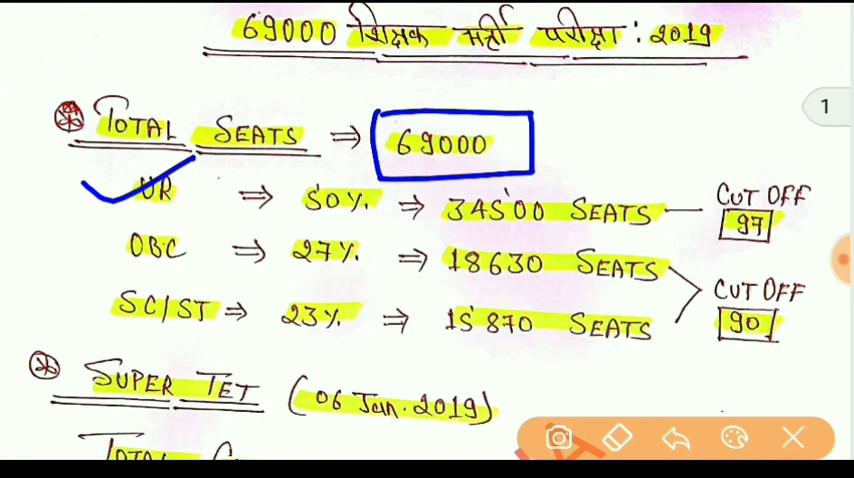 69000 शिक्षक भर्ती परीक्षा : 2019
TOTAL SEATS ⇒ 69000
1
UR ⇒ 50% ⇒ 34500 SEATS — CUT OFF 97
OBC ⇒ 27% ⇒ 18630 SEATS
SC/ST ⇒ 23% ⇒ 15870 SEATS
CUT OFF 90
SUPER TET (06 Jan. 2019)
TOTAL